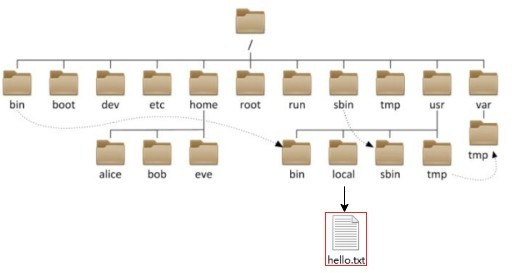 /
bin boot dev etc home root run sbin tmp usr var
tmp
alice bob eve bin local sbin tmp
hello.txt